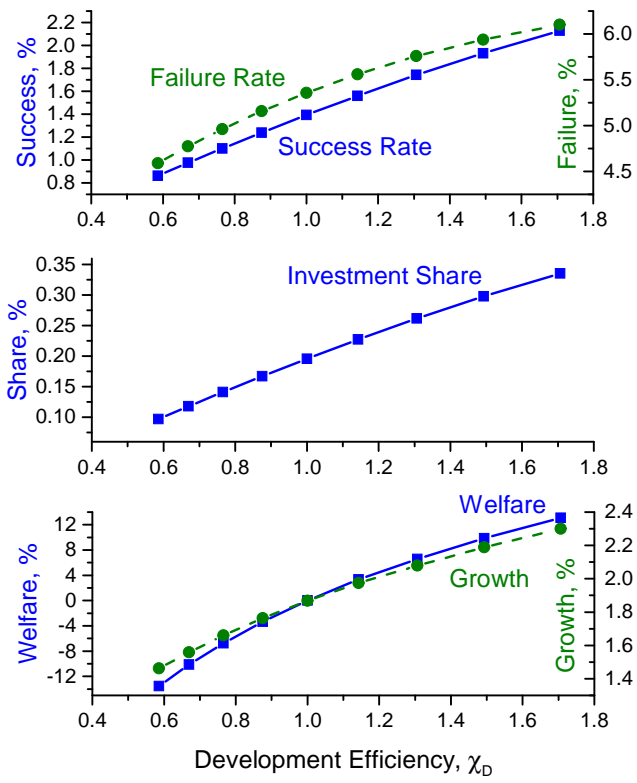 2.2
2.0
1.8
1.6
1.4
1.2
1.0
0.8
Success, %
Failure Rate
Success Rate
6.0
5.5
5.0
4.5
Failure, %
0.4 0.6 0.8 1.0 1.2 1.4 1.6 1.8
0.35
0.30
0.25
0.20
0.15
0.10
Share, %
Investment Share
0.4 0.6 0.8 1.0 1.2 1.4 1.6 1.8
12
8
4
0
-4
-8
-12
Welfare, %
Welfare
Growth
2.4
2.2
2.0
1.8
1.6
1.4
Growth, %
0.4 0.6 0.8 1.0 1.2 1.4 1.6 1.8
Development Efficiency, χD